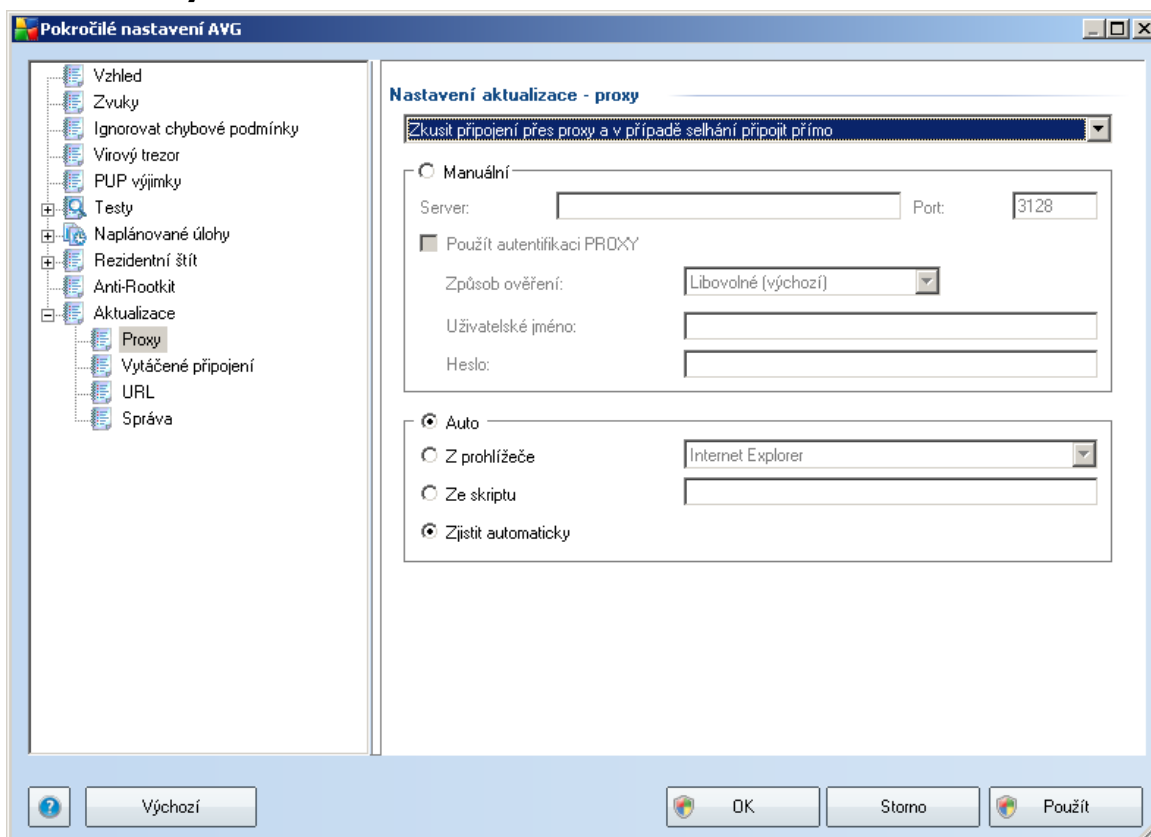 Pokročilé nastavení AVG
Vzhled
Zvuky
Ignorovat chybové podmínky
Virový trezor
PUP výjimky
Testy
Naplánované úlohy
Rezidentní štít
Anti-Rootkit
Aktualizace
Proxy
Vytáčené připojení
URL
Správa
Nastavení aktualizace - proxy
Zkusit připojení přes proxy a v případě selhání připojit přímo
Manuální
Server: Port: 3128
Použít autentifikaci PROXY
Způsob ověření: Libovolné (výchozí)
Uživatelské jméno:
Heslo:
Auto
Z prohlížeče Internet Explorer
Ze skriptu
Zjistit automaticky
Výchozí OK Storno Použít